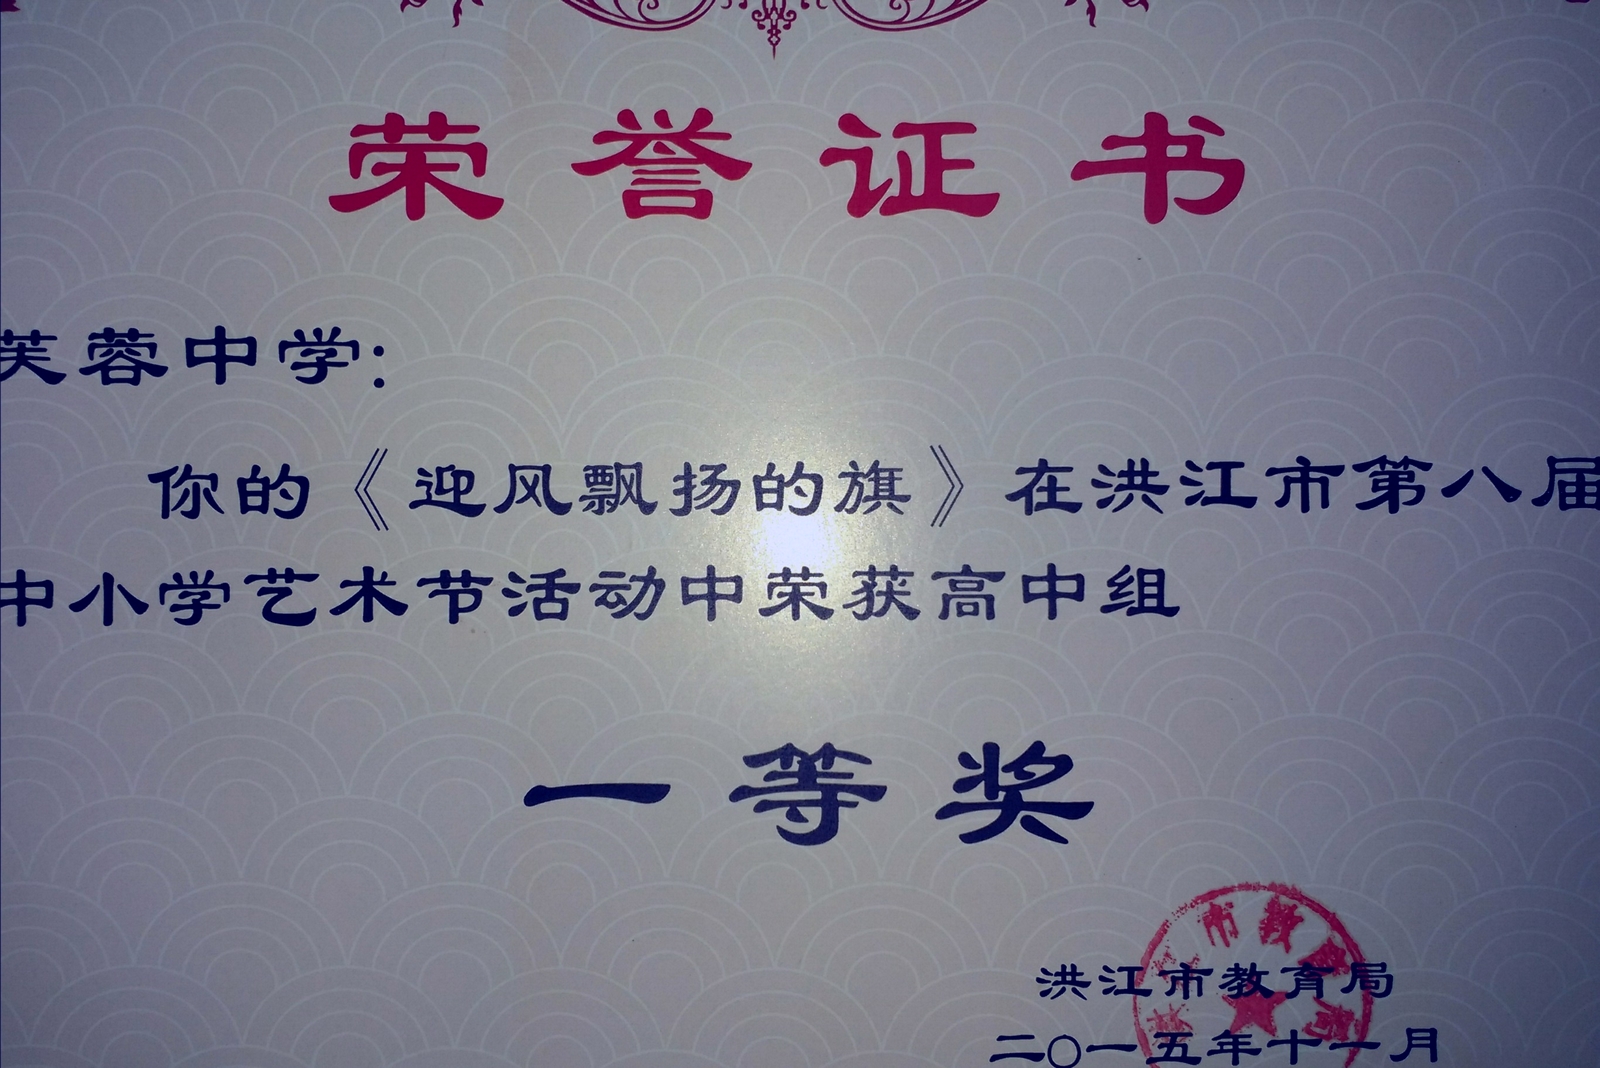 荣誉证书
芙蓉中学:
你的《迎风飘扬的旗》在洪江市第八届
中小学艺术节活动中荣获高中组
一等奖
市教
洪江市教育局
二〇一五年十一月